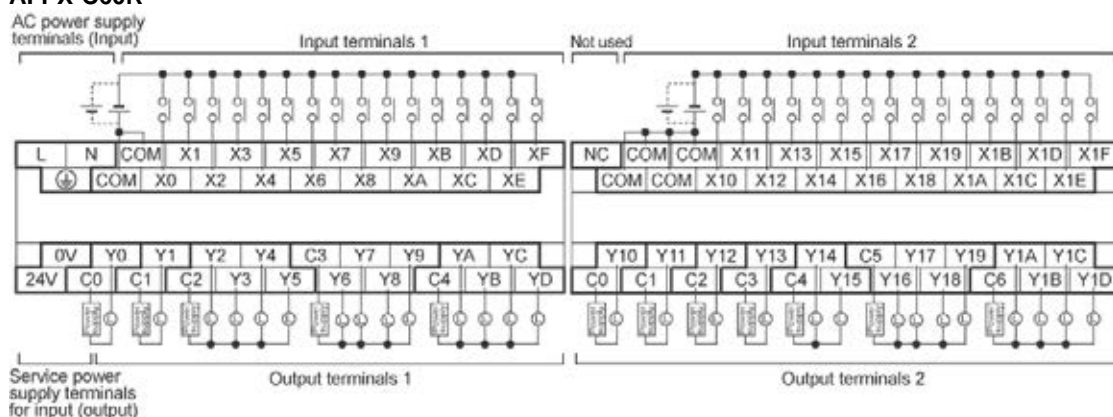 AC power supply
terminals (Input)
Input terminals 1
Not used
Input terminals 2
L N COM X1 X3 X5 X7 X9 XB XD XF
COM X0 X2 X4 X6 X8 XA XC XE
NC COM COM X11 X13 X15 X17 X19 X1B X1D X1F
COM COM X10 X12 X14 X16 X18 X1A X1C X1E
0V Y0 Y1 Y2 Y4 C3 Y7 Y9 YA YC
24V C0 C1 C2 Y3 Y5 Y6 Y8 C4 YB YD
Y10 Y11 Y12 Y13 Y14 C5 Y17 Y19 Y1A Y1C
C0 C1 C2 C3 C4 Y15 Y16 Y18 C6 Y1B Y1D
Service power
supply terminals
for input (output)
Output terminals 1
Output terminals 2